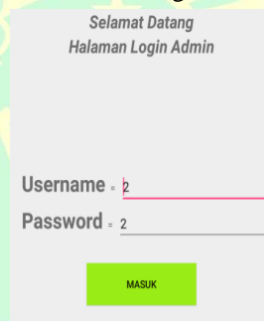 Selamat Datang
Halaman Login Admin
Username = 2
Password = 2
MASUK